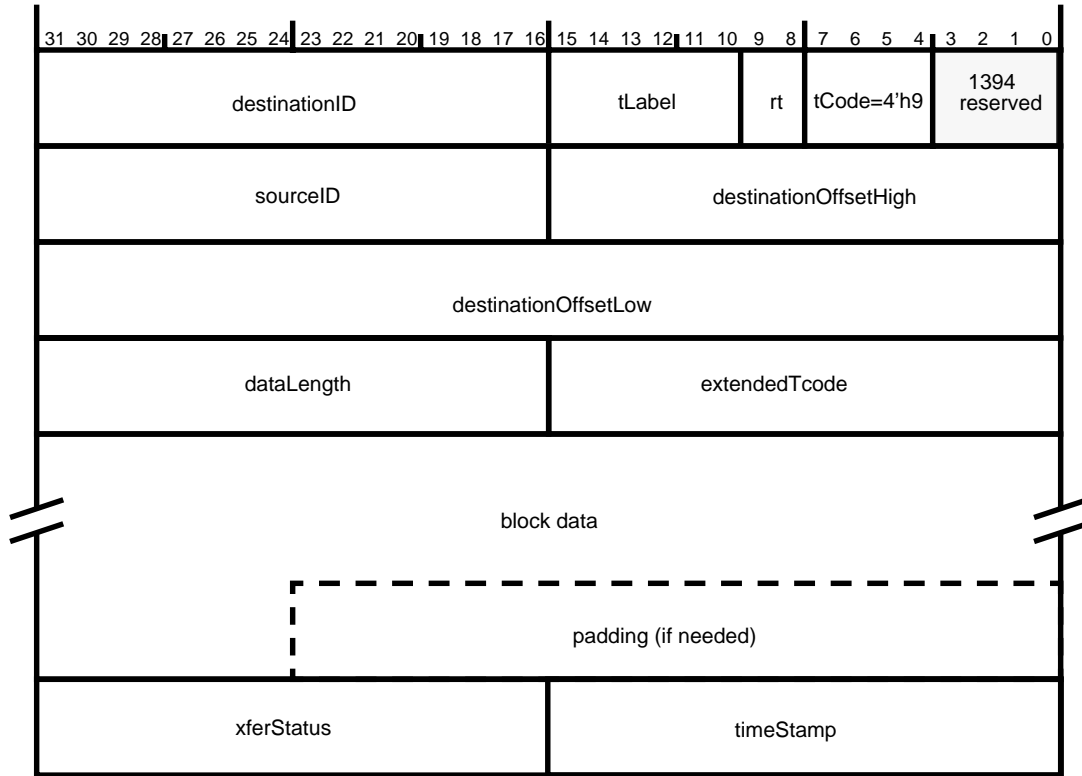 31 30 29 28 27 26 25 24 23 22 21 20 19 18 17 16 15 14 13 12 11 10 9 8 7 6 5 4 3 2 1 0
destinationID tLabel rt tCode=4'h9 1394
reserved
sourceID destinationOffsetHigh
destinationOffsetLow
dataLength extendedTcode
block data
padding (if needed)
xferStatus timeStamp